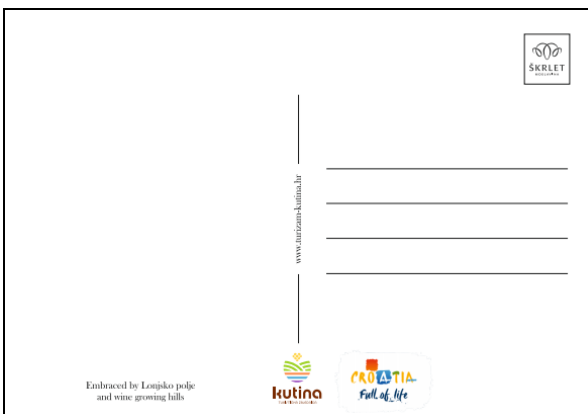 ŠKRLET
www.turizam-kutina.hr
Embraced by Lonjsko polje
and wine growing hills
kutina
CROATIA
Full of life